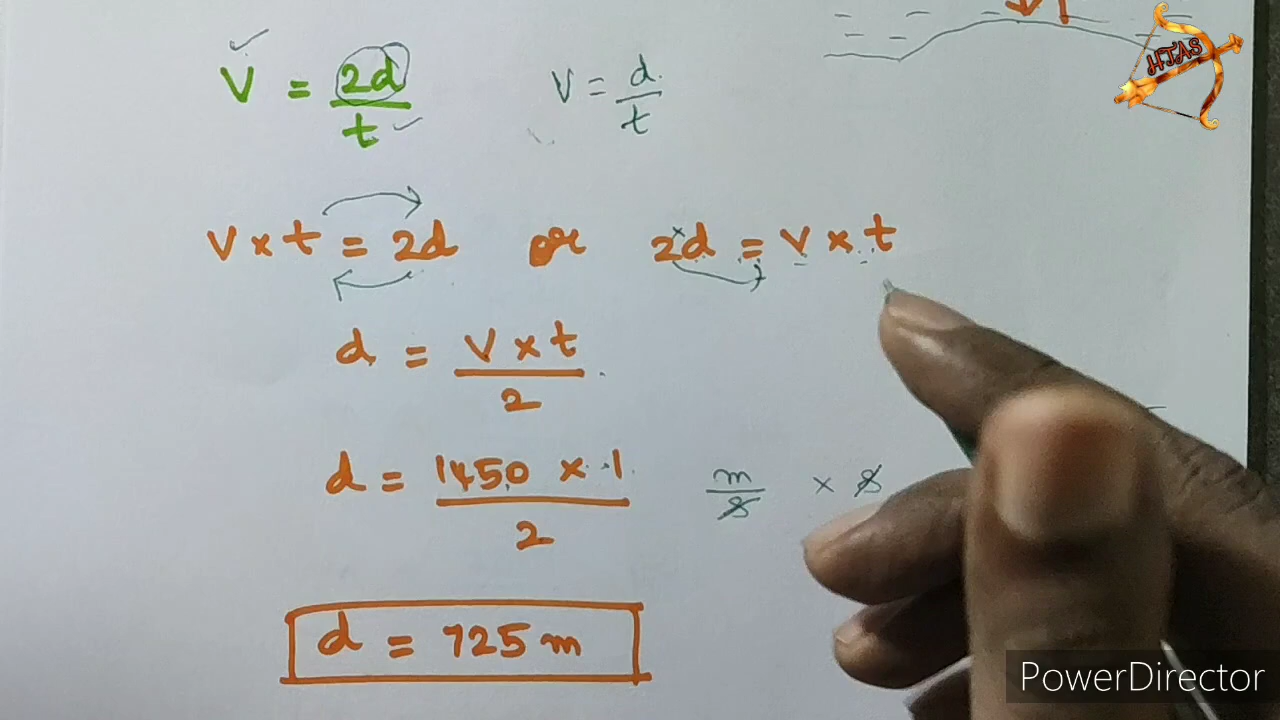 HTAS
V = 2d/t V = d/t
V × t = 2d or 2d = V × t
d = V × t / 2
d = 1450 × 1 / 2 m/s × s
d = 725 m
PowerDirector